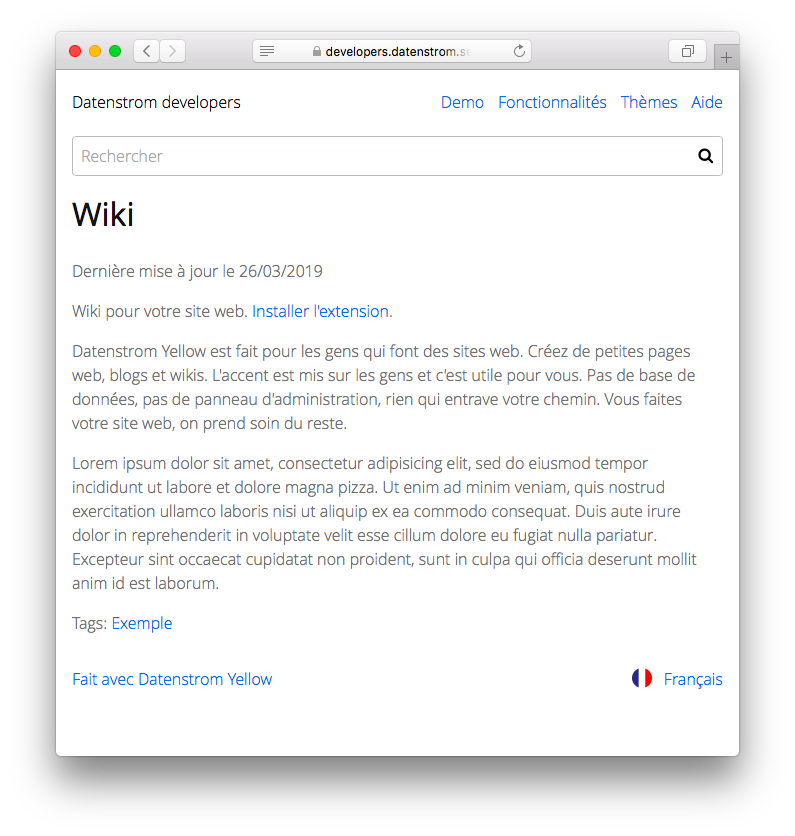 developers.datenstrom.se
Datenstrom developers
Demo Fonctionnalités Thèmes Aide
Rechercher
Wiki
Dernière mise à jour le 26/03/2019
Wiki pour votre site web. Installer l'extension.
Datenstrom Yellow est fait pour les gens qui font des sites web. Créez de petites pages
web, blogs et wikis. L'accent est mis sur les gens et c'est utile pour vous. Pas de base de
données, pas de panneau d'administration, rien qui entrave votre chemin. Vous faites
votre site web, on prend soin du reste.
Lorem ipsum dolor sit amet, consectetur adipisicing elit, sed do eiusmod tempor
incididunt ut labore et dolore magna pizza. Ut enim ad minim veniam, quis nostrud
exercitation ullamco laboris nisi ut aliquip ex ea commodo consequat. Duis aute irure
dolor in reprehenderit in voluptate velit esse cillum dolore eu fugiat nulla pariatur.
Excepteur sint occaecat cupidatat non proident, sunt in culpa qui officia deserunt mollit
anim id est laborum.
Tags: Exemple
Fait avec Datenstrom Yellow
Français